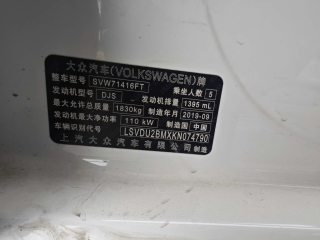 大众汽车(VOLKSWAGEN)牌
整车型号 SVW71416FT 乘坐人数 5
发动机型号 DJS 发动机排量 1395 mL
最大允许总质量 1830kg 制造年月 2019-09
发动机最大净功率 110 kW 制造国 中国
车辆识别代号 LSVDU2BMXKN074790
上汽大众汽车有限公司制造